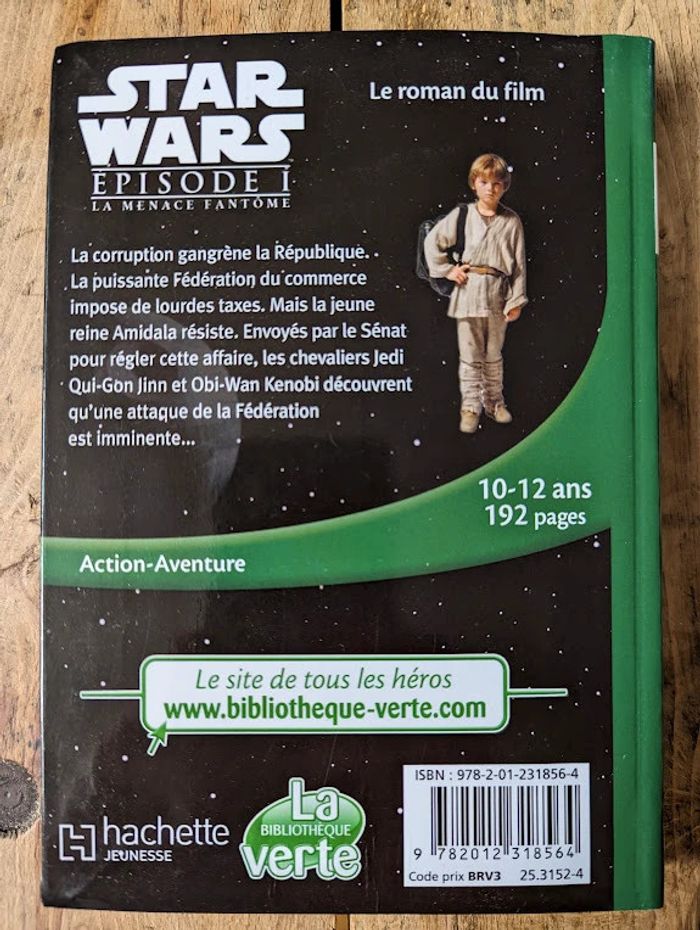 STAR
WARS
ÉPISODE I
LA MENACE FANTÔME
Le roman du film
La corruption gangrène la République.
La puissante Fédération du commerce
impose de lourdes taxes. Mais la jeune
reine Amidala résiste. Envoyés par le Sénat
pour régler cette affaire, les chevaliers Jedi
Qui-Gon Jinn et Obi-Wan Kenobi découvrent
qu'une attaque de la Fédération
est imminente...
10-12 ans
192 pages
Action-Aventure
Le site de tous les héros
www.bibliotheque-verte.com
hachette
JEUNESSE
La
BIBLIOTHÈQUE
verte
ISBN : 978-2-01-231856-4
9 782012 318564
Code prix BRV3 25.3152-4